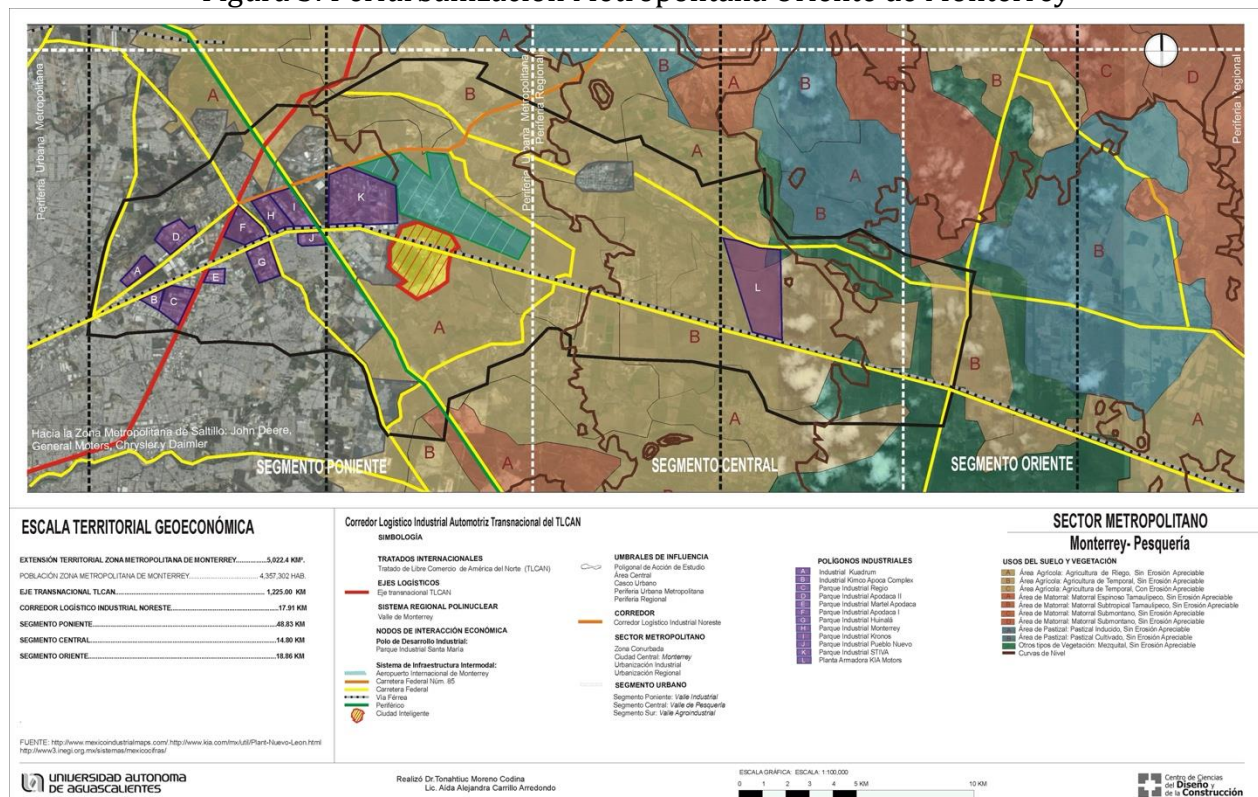 Figura 3. Periurbanización Metropolitana Oriente de Monterrey
Periferia Urbana Metropolitana
Periferia Urbana Metropolitana
Periferia Regional
Periferia Regional
A
B
B
A
B
B
C
D
A
A
B
B
A
B
A
B
B
B
A
A
A
B
A
D
A
B
C
E
F
G
H
I
J
K
L
Hacia la Zona Metropolitana de Saltillo: John Deere,
General Moters, Chrysler y Daimler
SEGMENTO PONIENTE
SEGMENTO CENTRAL
SEGMENTO ORIENTE
ESCALA TERRITORIAL GEOECONÓMICA
EXTENSIÓN TERRITORIAL ZONA METROPOLITANA DE MONTERREY...............5,022.4 KM².
POBLACIÓN ZONA METROPOLITANA DE MONTERREY............................ 4,357,302 HAB.
EJE TRANSNACIONAL TLCAN............................................................ 1,225.00 KM
CORREDOR LOGÍSTICO INDUSTRIAL NORESTE......................................17.91 KM
SEGMENTO PONIENTE..................................................................48.83 KM
SEGMENTO CENTRAL....................................................................14.80 KM
SEGMENTO ORIENTE....................................................................18.86 KM
FUENTE: http://www.mexicoindustrialmaps.com/.http://www.kia.com/mx/util/Plant-Nuevo-Leon.html
http://www3.inegi.org.mx/sistemas/mexicocifras/
Corredor Logistico Industrial Automotriz Transnacional del TLCAN
SIMBOLOGÍA
TRATADOS INTERNACIONALES
Tratado de Libre Comercio de América del Norte (TLCAN)
EJES LOGÍSTICOS
Eje transnacional TLCAN
SISTEMA REGIONAL POLINUCLEAR
Valle de Monterrey
NODOS DE INTERACCIÓN ECONÓMICA
Polo de Desarrollo Industrial:
Parque Industrial Santa María
Sistema de Infraestructura Intermodal:
Aeropuerto Internacional de Monterrey
Carretera Federal Núm. 85
Carretera Federal
Vía Férrea
Periférico
Ciudad Inteligente
UMBRALES DE INFLUENCIA
Poligonal de Acción de Estudio
Área Central
Casco Urbano
Periferia Urbana Metropolitana
Periferia Regional
CORREDOR
Corredor Logístico Industrial Noreste
SECTOR METROPOLITANO
Zona Conurbada
Ciudad Central: Monterrey
Urbanización Industrial
Urbanización Regional
SEGMENTO URBANO
Segmento Poniente: Valle Industrial
Segmento Central: Valle de Pesquería
Segmento Sur: Valle Agroindustrial
POLÍGONOS INDUSTRIALES
A Industrial Kuadrum
B Industrial Kimco Apoca Complex
C Parque Industrial Regio
D Parque Industrial Apodaca II
E Parque Industrial Martel Apodaca
F Parque Industrial Apodaca I
G Parque Industrial Huinalá
H Parque Industrial Monterrey
I Parque Industrial Kronos
J Parque Industrial Pueblo Nuevo
K Parque Industrial STIVA
L Planta Armadora KIA Motors
SECTOR METROPOLITANO
Monterrey- Pesquería
USOS DEL SUELO Y VEGETACIÓN
A Área Agrícola: Agricultura de Riego, Sin Erosión Apreciable
B Área Agrícola: Agricultura de Temporal, Sin Erosión Apreciable
Área Agrícola: Agricultura de Temporal, Con Erosión Apreciable
A Área de Matorral: Matorral Espinoso Tamaulipeco, Sin Erosión Apreciable
Área de Matorral: Matorral Subtropical Tamaulipeco, Sin Erosión Apreciable
Área de Matorral: Matorral Submontano, Sin Erosión Apreciable
Área de Matorral: Matorral Submontano, Sin Erosión Apreciable
A Área de Pastizal: Pastizal Inducido, Sin Erosión Apreciable
B Área de Pastizal: Pastizal Cultivado, Sin Erosión Apreciable
Otros tipos de Vegetación: Mezquital, Sin Erosión Apreciable
Curvas de Nivel
UNIVERSIDAD AUTONOMA
DE AGUASCALIENTES
Realizó Dr.Tonahtiuc Moreno Codina
Lic. Aída Alejandra Carrillo Arredondo
ESCALA GRÁFICA: ESCALA 1:100,000
0 1 2 3 4 5 KM 10 KM
Centro de Ciencias
del Diseño y
de la Construcción